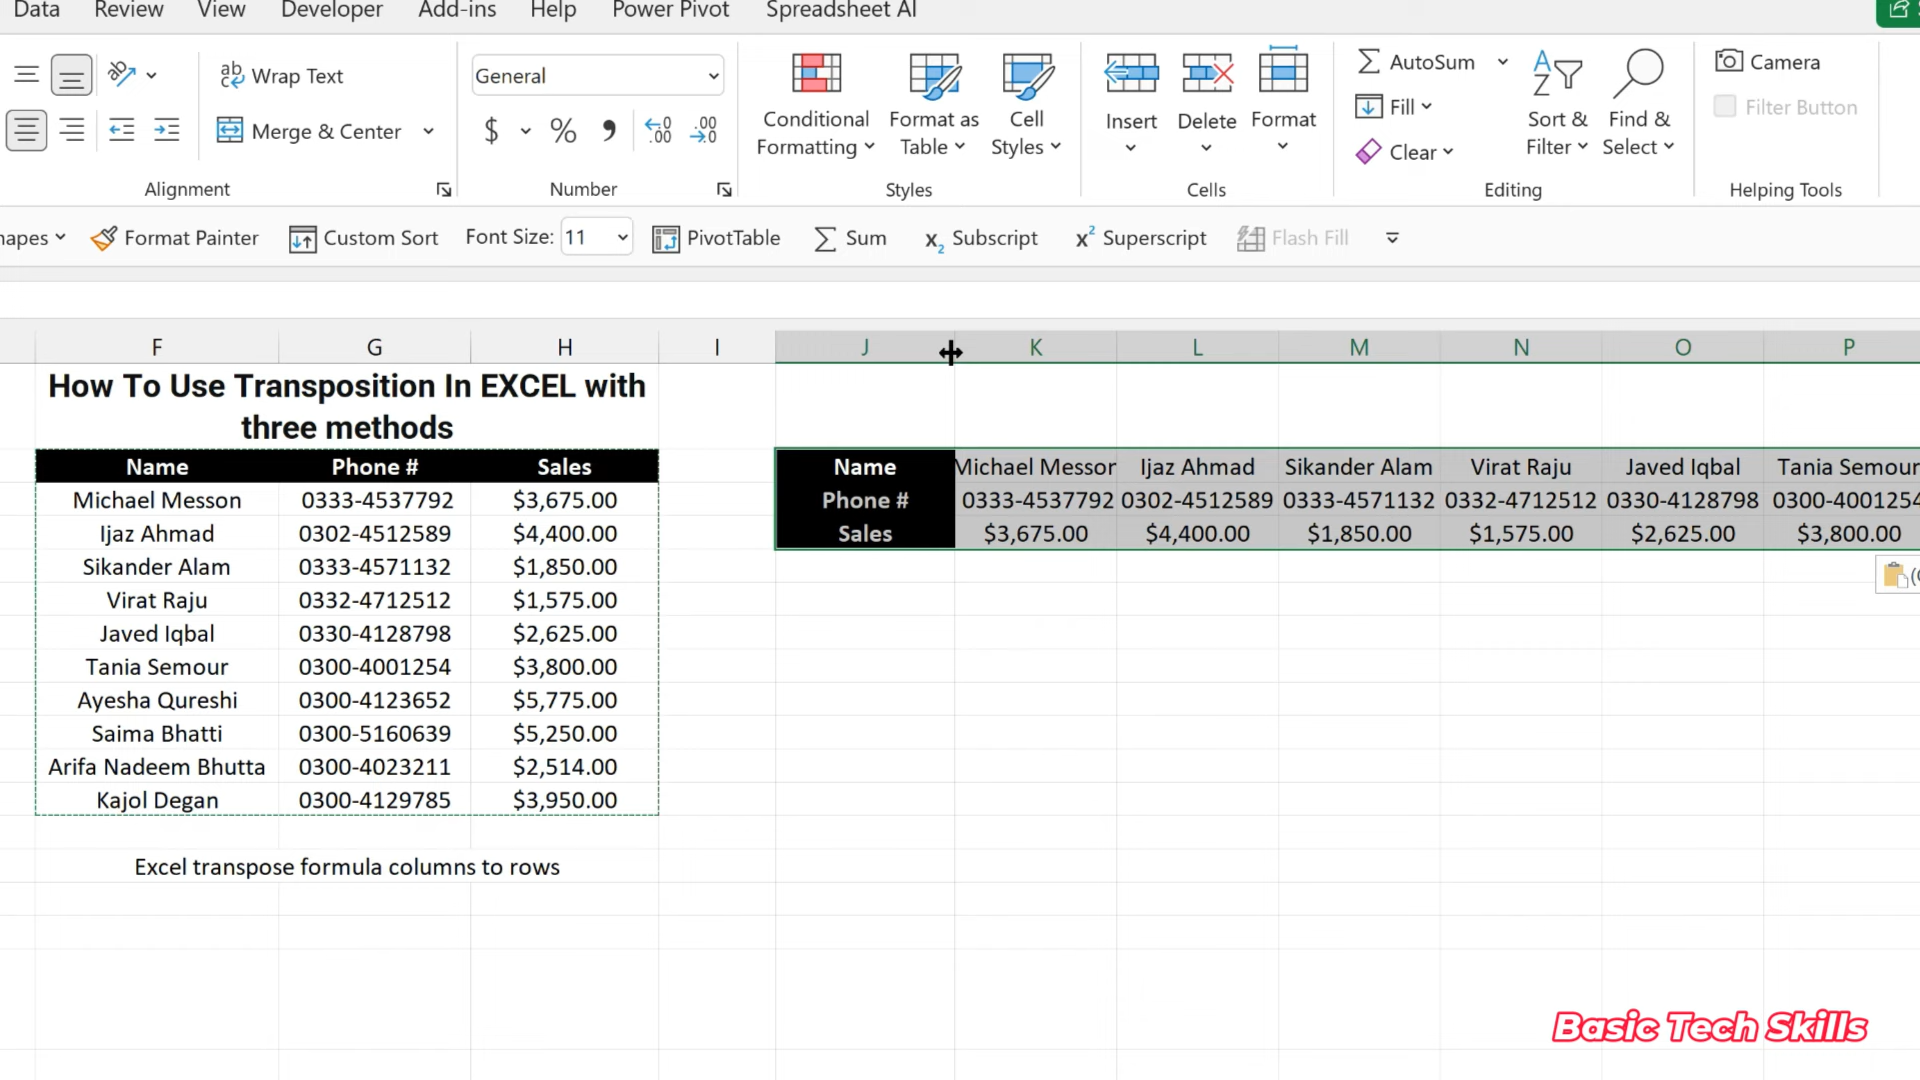 Data Review View Developer Add-ins Help Power Pivot Spreadsheet AI
ab Wrap Text General Conditional Formatting Format as Table Cell Styles Insert Delete Format AutoSum Fill Clear Sort & Filter Find & Select Camera Filter Button
Merge & Center $ % , .00 .00
Alignment Number Styles Cells Editing Helping Tools
hapes Format Painter Custom Sort Font Size: 11 PivotTable Sum Subscript Superscript Flash Fill
F G H I J K L M N O P
How To Use Transposition In EXCEL with
three methods
Name Phone # Sales Name Michael Messon Ijaz Ahmad Sikander Alam Virat Raju Javed Iqbal Tania Semour
Michael Messon 0333-4537792 $3,675.00 Phone # 0333-4537792 0302-4512589 0333-4571132 0332-4712512 0330-4128798 0300-4001254
Ijaz Ahmad 0302-4512589 $4,400.00 Sales $3,675.00 $4,400.00 $1,850.00 $1,575.00 $2,625.00 $3,800.00
Sikander Alam 0333-4571132 $1,850.00
Virat Raju 0332-4712512 $1,575.00
Javed Iqbal 0330-4128798 $2,625.00
Tania Semour 0300-4001254 $3,800.00
Ayesha Qureshi 0300-4123652 $5,775.00
Saima Bhatti 0300-5160639 $5,250.00
Arifa Nadeem Bhutta 0300-4023211 $2,514.00
Kajol Degan 0300-4129785 $3,950.00
Excel transpose formula columns to rows
Basic Tech Skills